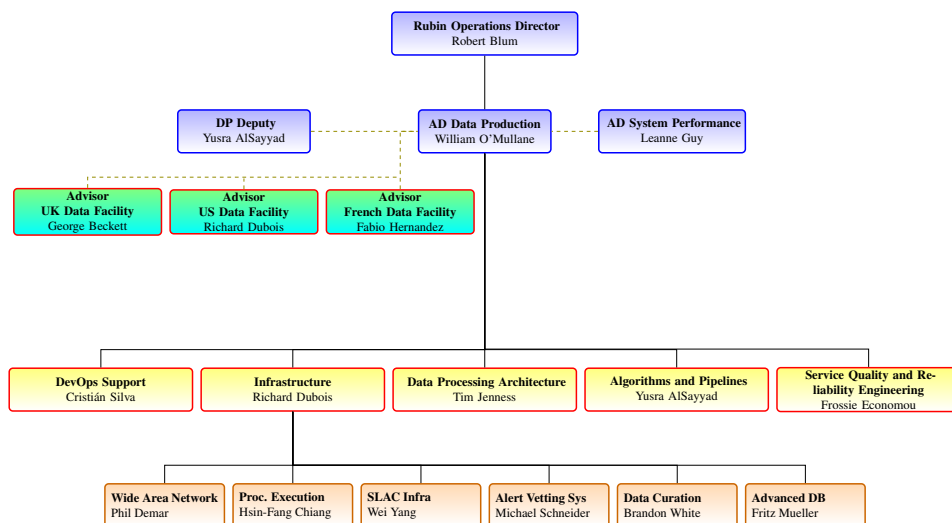 Rubin Operations Director
Robert Blum
DP Deputy
Yusra AlSayyad
AD Data Production
William O'Mullane
AD System Performance
Leanne Guy
Advisor
UK Data Facility
George Beckett
Advisor
US Data Facility
Richard Dubois
Advisor
French Data Facility
Fabio Hernandez
DevOps Support
Cristián Silva
Infrastructure
Richard Dubois
Data Processing Architecture
Tim Jenness
Algorithms and Pipelines
Yusra AlSayyad
Service Quality and Re-
liability Engineering
Frossie Economou
Wide Area Network
Phil Demar
Proc. Execution
Hsin-Fang Chiang
SLAC Infra
Wei Yang
Alert Vetting Sys
Michael Schneider
Data Curation
Brandon White
Advanced DB
Fritz Mueller